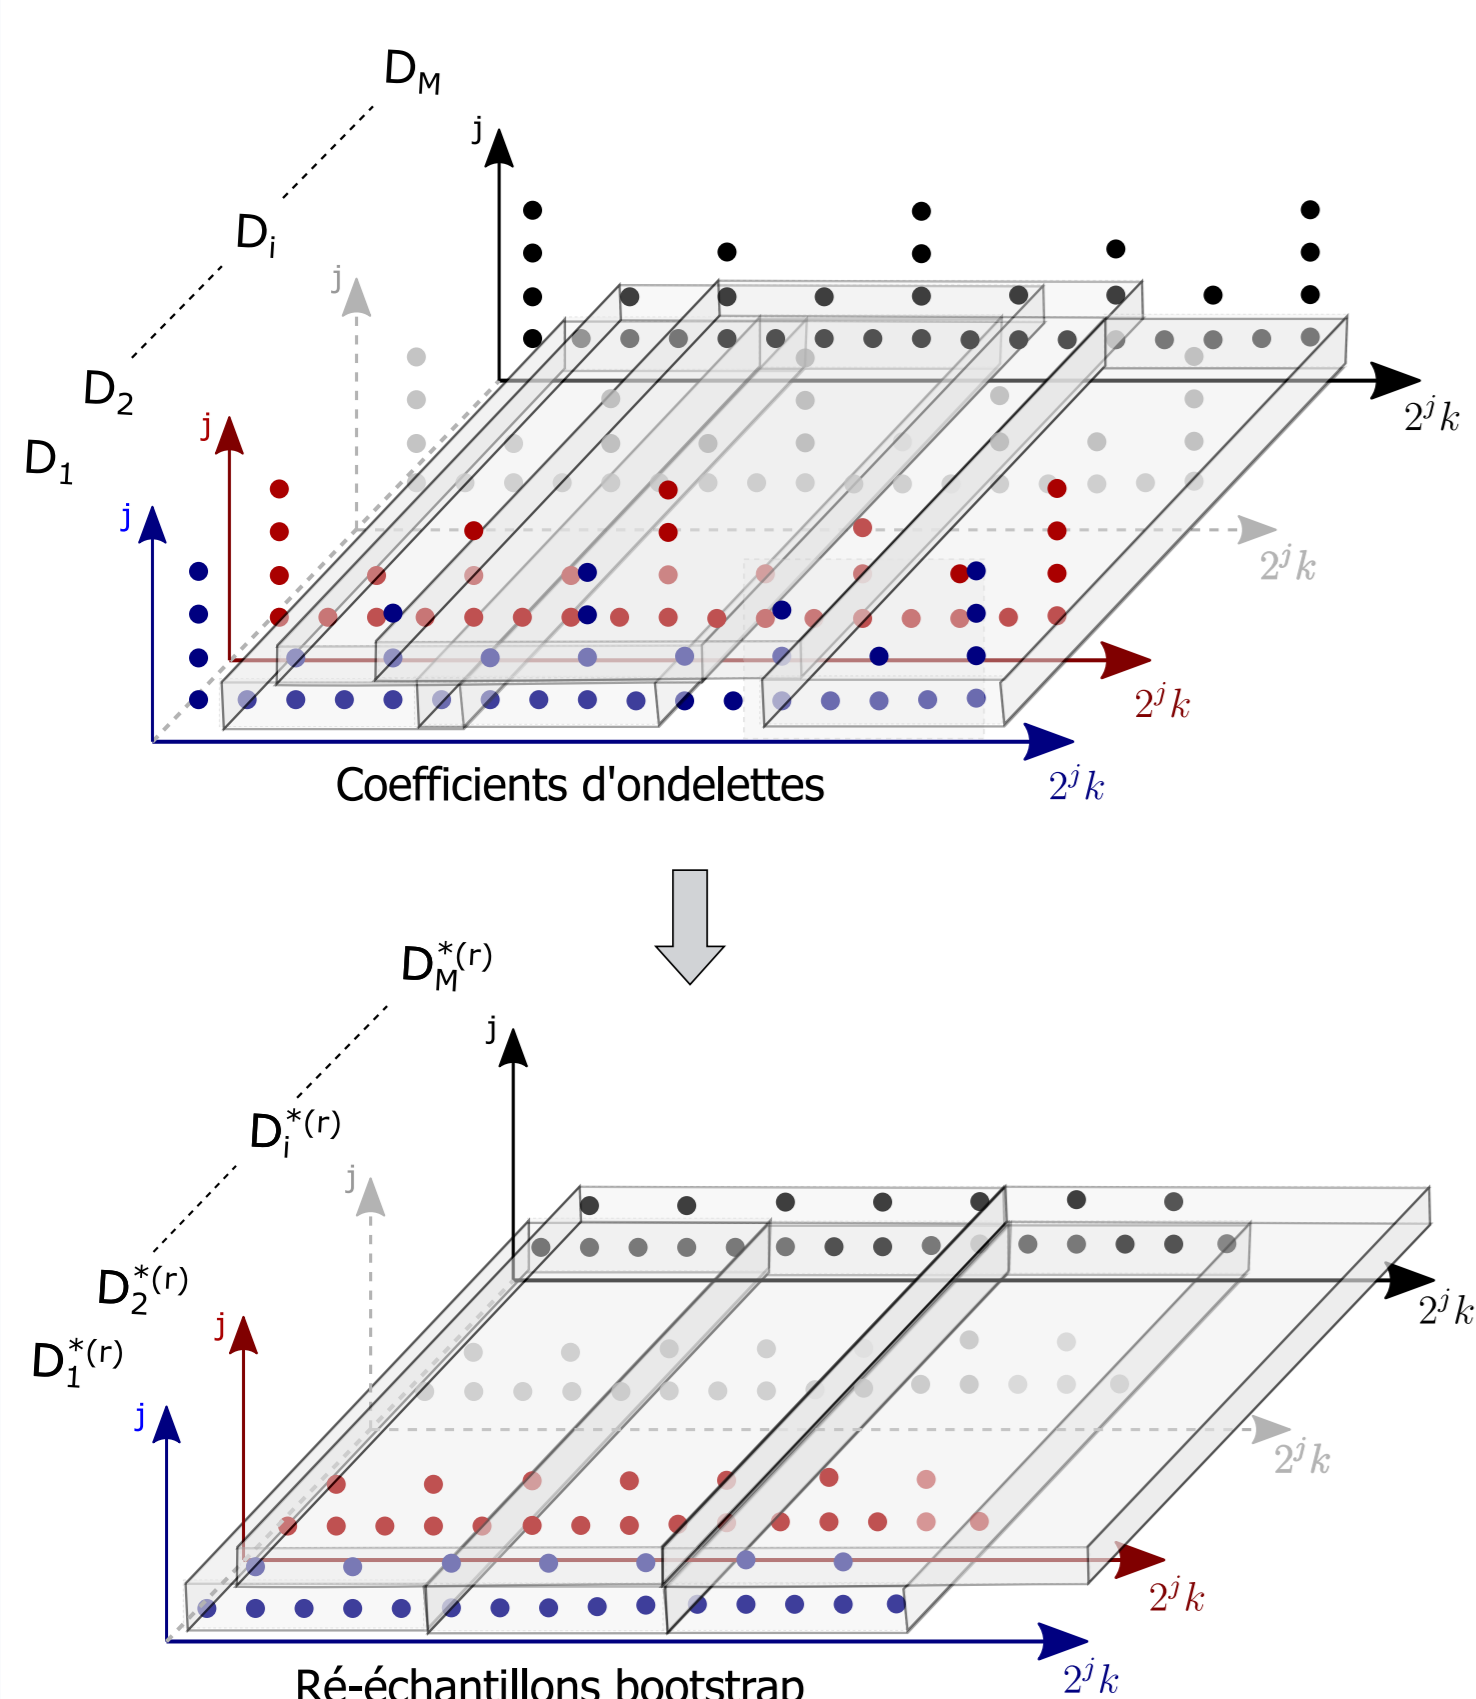 D_M
j
D_i
j
D_2
2^j k
j
D_1
j
2^j k
2^j k
2^j k
Coefficients d'ondelettes
D_M^*(r)
j
D_i^*(r)
j
D_2^*(r)
2^j k
j
D_1^*(r)
j
2^j k
2^j k
2^j k
Ré-échantillons bootstrap